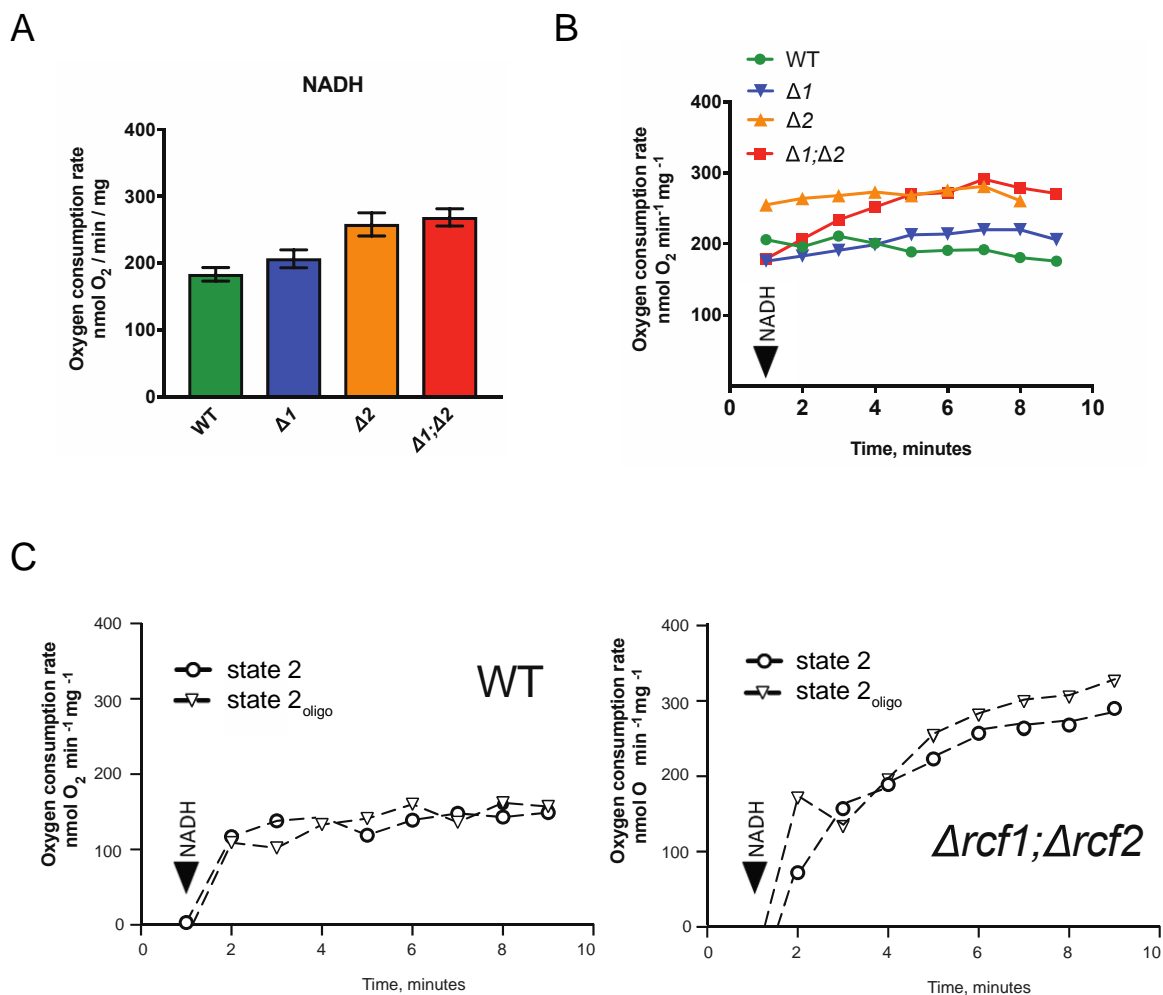 A
NADH
Oxygen consumption rate
nmol O2 / min / mg
400
300
200
100
0
WT
Δ1
Δ2
Δ1;Δ2
B
WT
Δ1
Δ2
Δ1;Δ2
Oxygen consumption rate
nmol O2 min-1 mg -1
400
300
200
100
NADH
0 2 4 6 8 10
Time, minutes
C
Oxygen consumption rate
nmol O2 min -1 mg -1
400
300
200
100
0
state 2
state 2oligo
WT
NADH
0 2 4 6 8 10
Time, minutes
Oxygen consumption rate
nmol O min -1 mg -1
400
300
200
100
0
state 2
state 2oligo
NADH
Δrcf1;Δrcf2
0 2 4 6 8 10
Time, minutes